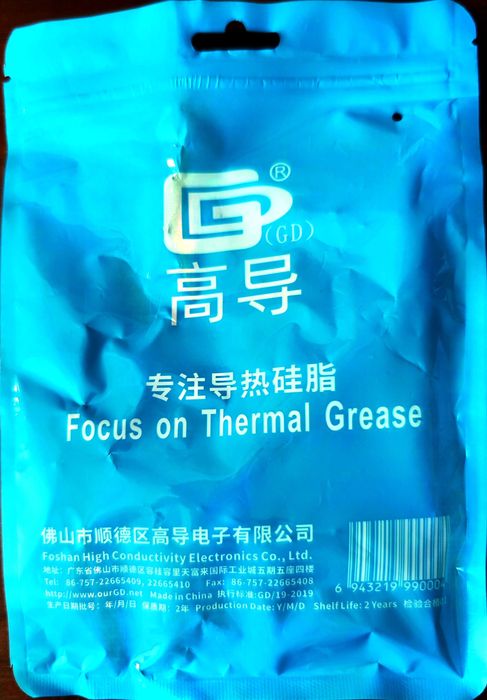 GD®
(GD)
高导
专注导热硅脂
Focus on Thermal Grease
佛山市顺德区高导电子有限公司
Foshan High Conductivity Electronics Co., Ltd.
地址: 广东省佛山市顺德区容桂容里天富来国际工业城五期五座四楼
Tel: 86-757-22665409, 22665410 Fax: 86-757-22665408
http://www.ourGD.net Made in China 执行标准:GD/19-2019
生产日期批号: 年/月/日 保质期: 2年 Production Date: Y/M/D Shelf Life: 2 Years 检验合格
6 943219 990004